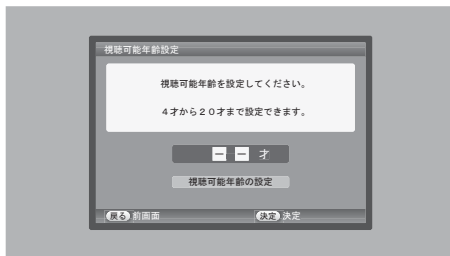 視聴可能年齢設定
視聴可能年齢を設定してください。
４才から２０才まで設定できます。
－ － 才
視聴可能年齢の設定
戻る 前画面 決定 決定